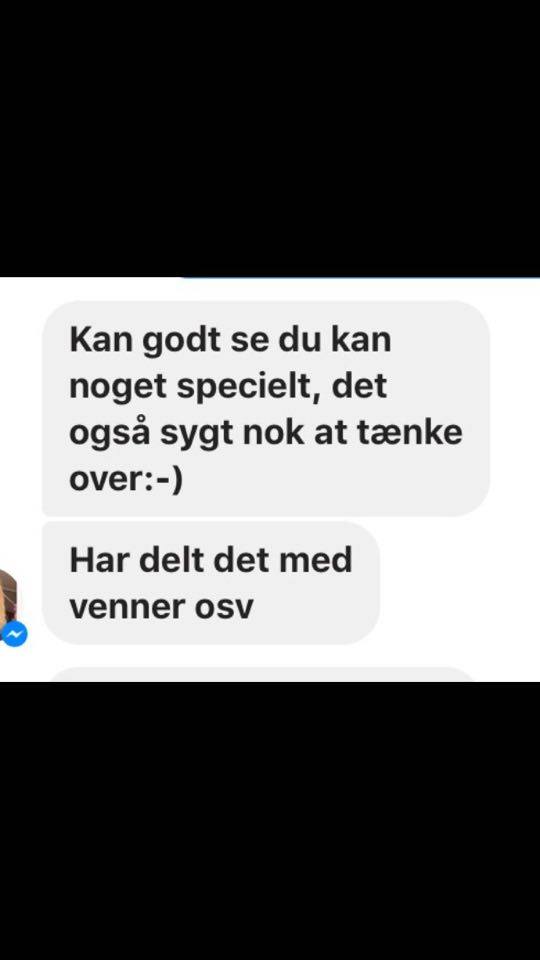 Kan godt se du kan
noget specielt, det
også sygt nok at tænke
over:-)
Har delt det med
venner osv